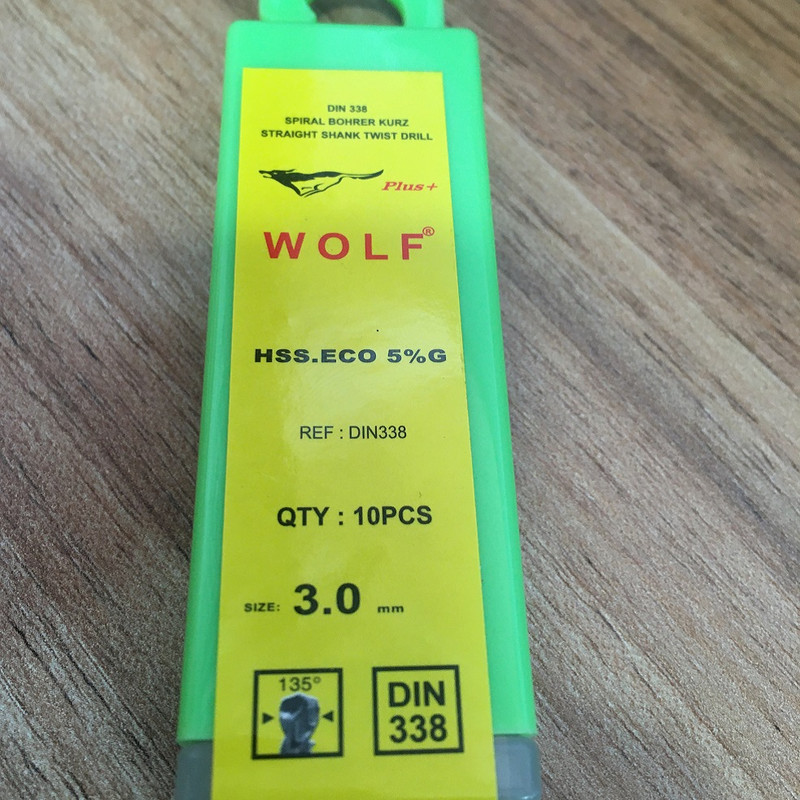 DIN 338
SPIRAL BOHRER KURZ
STRAIGHT SHANK TWIST DRILL
Plus+
WOLF®
HSS.ECO 5%G
REF : DIN338
QTY : 10PCS
SIZE: 3.0 mm
135°
DIN
338